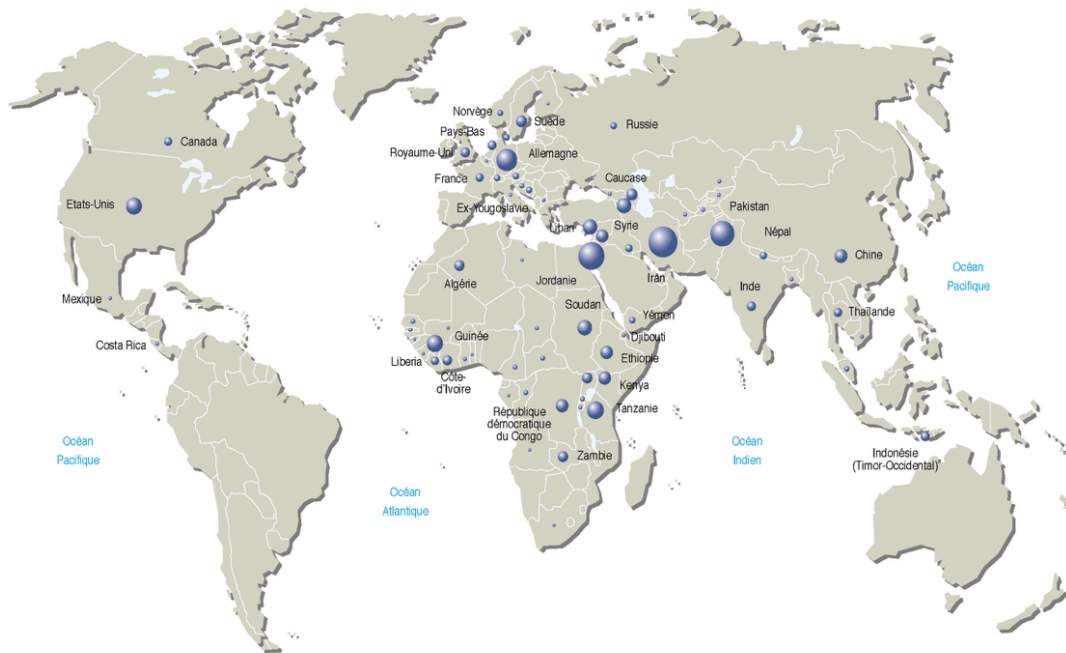 Norvège
Suède
Russie
Pays-Bas
Canada
Royaume-Uni
Allemagne
France
Caucase
Etats-Unis
Ex-Yougoslavie
Pakistan
Liban
Syrie
Népal
Chine
Océan
Pacifique
Algérie
Jordanie
Irân
Inde
Mexique
Soudan
Yémen
Thaïlande
Djibouti
Costa Rica
Guinée
Liberia
Ethiopie
Côte-
d'Ivoire
Kenya
République
démocratique
du Congo
Tanzanie
Océan
Pacifique
Océan
Indien
Zambie
Indonésie
(Timor-Occidental)
Océan
Atlantique